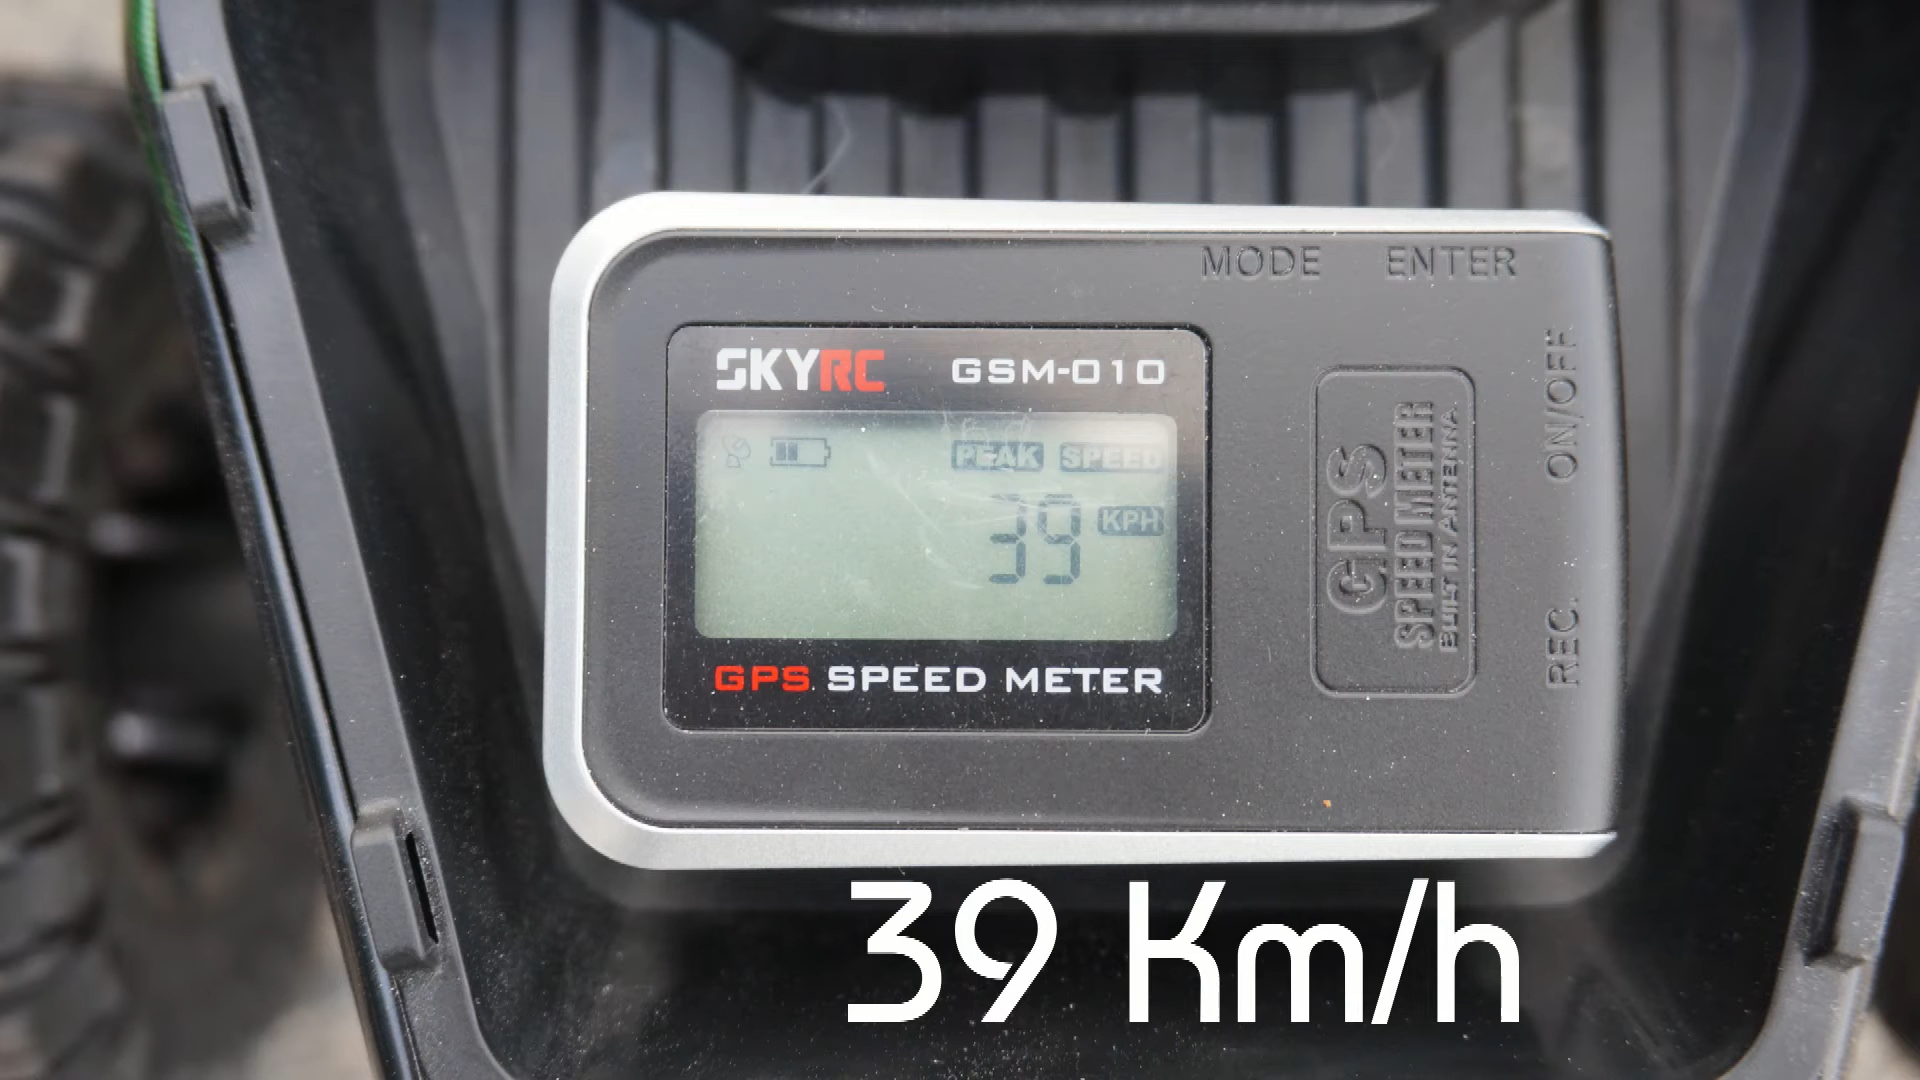 MODE ENTER
SKYRC GSM-010
PEAK SPEED
39 KPH
GPS SPEED METER
GPS
SPEED METER
BUILT IN ANTENNA
ON/OFF
REC.
39 Km/h